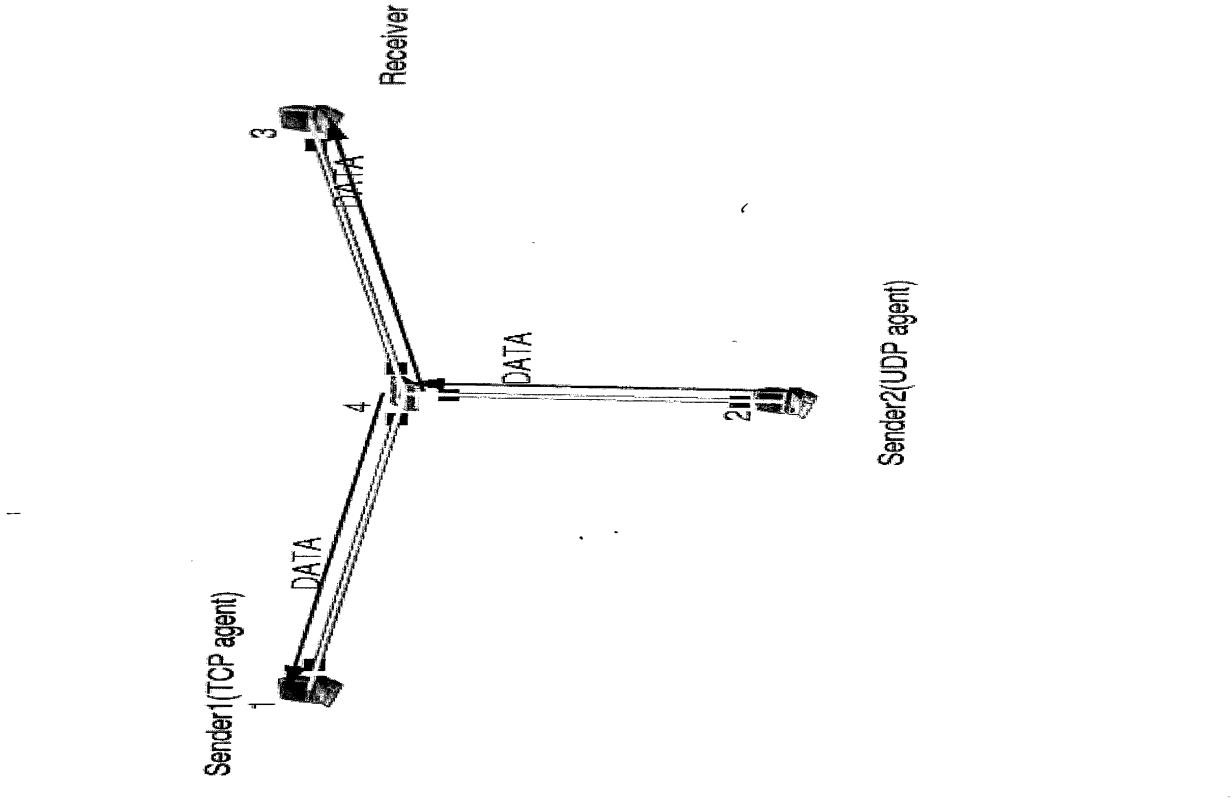 Sender1(TCP agent)
1
DATA
4
DATA
3
Receiver
DATA
2
Sender2(UDP agent)